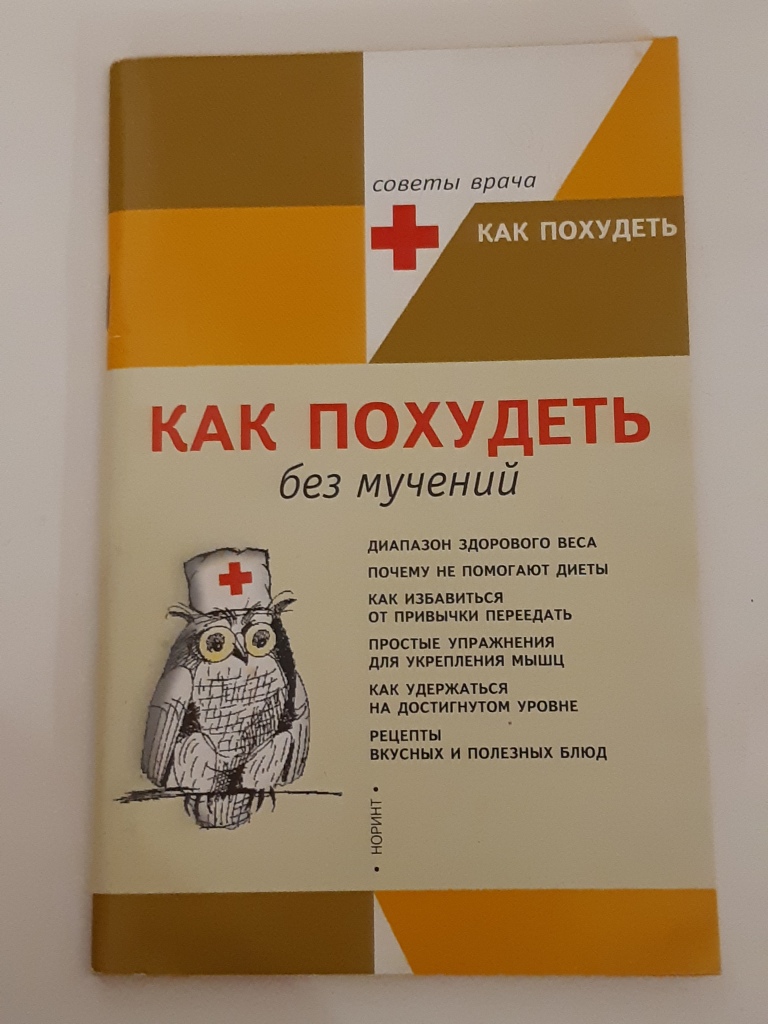 советы врача
КАК ПОХУДЕТЬ
КАК ПОХУДЕТЬ
без мучений
ДИАПАЗОН ЗДОРОВОГО ВЕСА
ПОЧЕМУ НЕ ПОМОГАЮТ ДИЕТЫ
КАК ИЗБАВИТЬСЯ
ОТ ПРИВЫЧКИ ПЕРЕЕДАТЬ
ПРОСТЫЕ УПРАЖНЕНИЯ
ДЛЯ УКРЕПЛЕНИЯ МЫШЦ
КАК УДЕРЖАТЬСЯ
НА ДОСТИГНУТОМ УРОВНЕ
РЕЦЕПТЫ
ВКУСНЫХ И ПОЛЕЗНЫХ БЛЮД
• НОРИНТ •